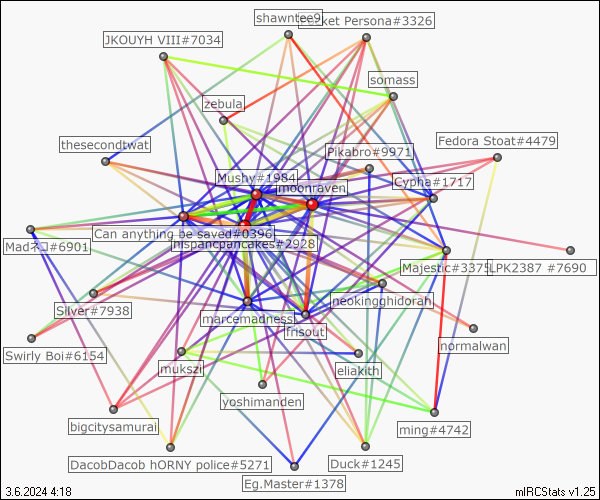 shawntee9
Pocket Persona#3326
JKOUYH VIII#7034
somass
zebula
thesecondtwat
Fedora Stoat#4479
Pikabro#9971
Mushy#1984
Cypha#1717
moonraven
Can anything be saved#0396
Madネコ#6901
hispancpancakes#2928
Majestic#3375
LPK2387 #7690
Silver#7938
neokingghidorah
marcemadness
frisout
normalwan
Swirly Boi#6154
mukszi
eliakith
yoshimanden
bigcitysamurai
ming#4742
DacobDacob hORNY police#5271
Duck#1245
Eg.Master#1378
3.6.2024 4:18
mIRCStats v1.25